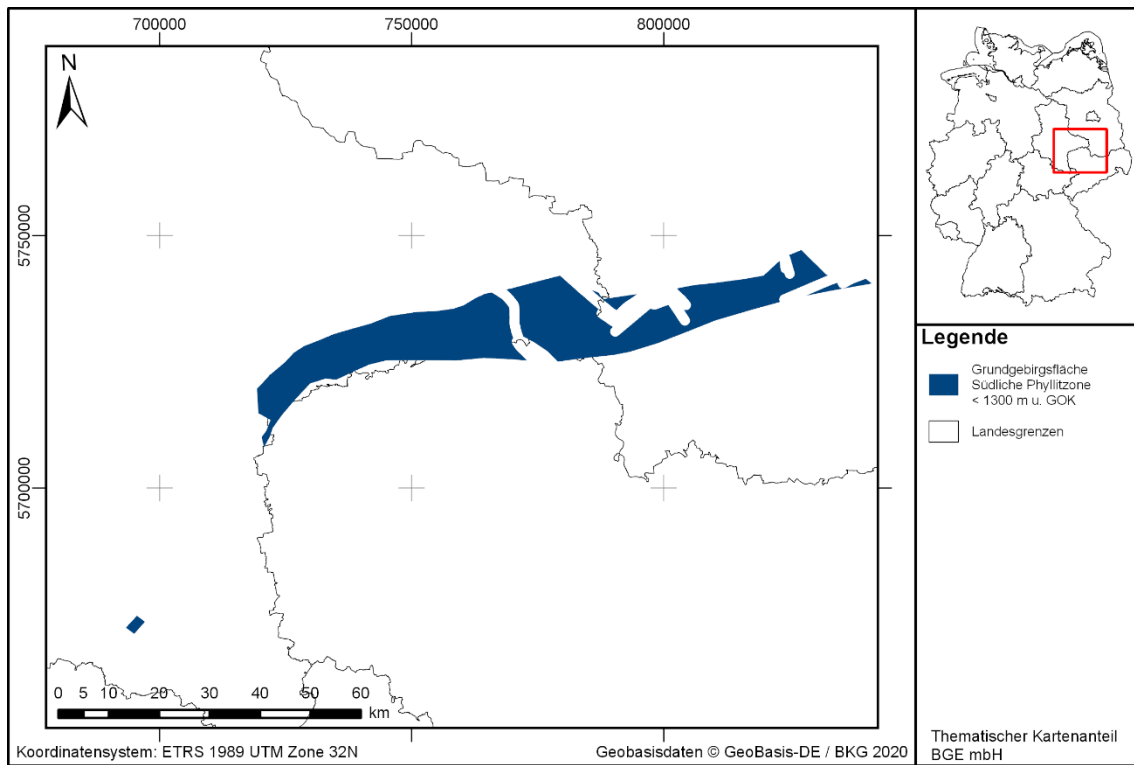 700000
750000
800000
N
5750000
5700000
0 5 10 20 30 40 50 60
km
Koordinatensystem: ETRS 1989 UTM Zone 32N
Geobasisdaten © GeoBasis-DE / BKG 2020
Legende
Grundgebirgsfläche
Südliche Phyllitzone
< 1300 m u. GOK
Landesgrenzen
Thematischer Kartenanteil
BGE mbH